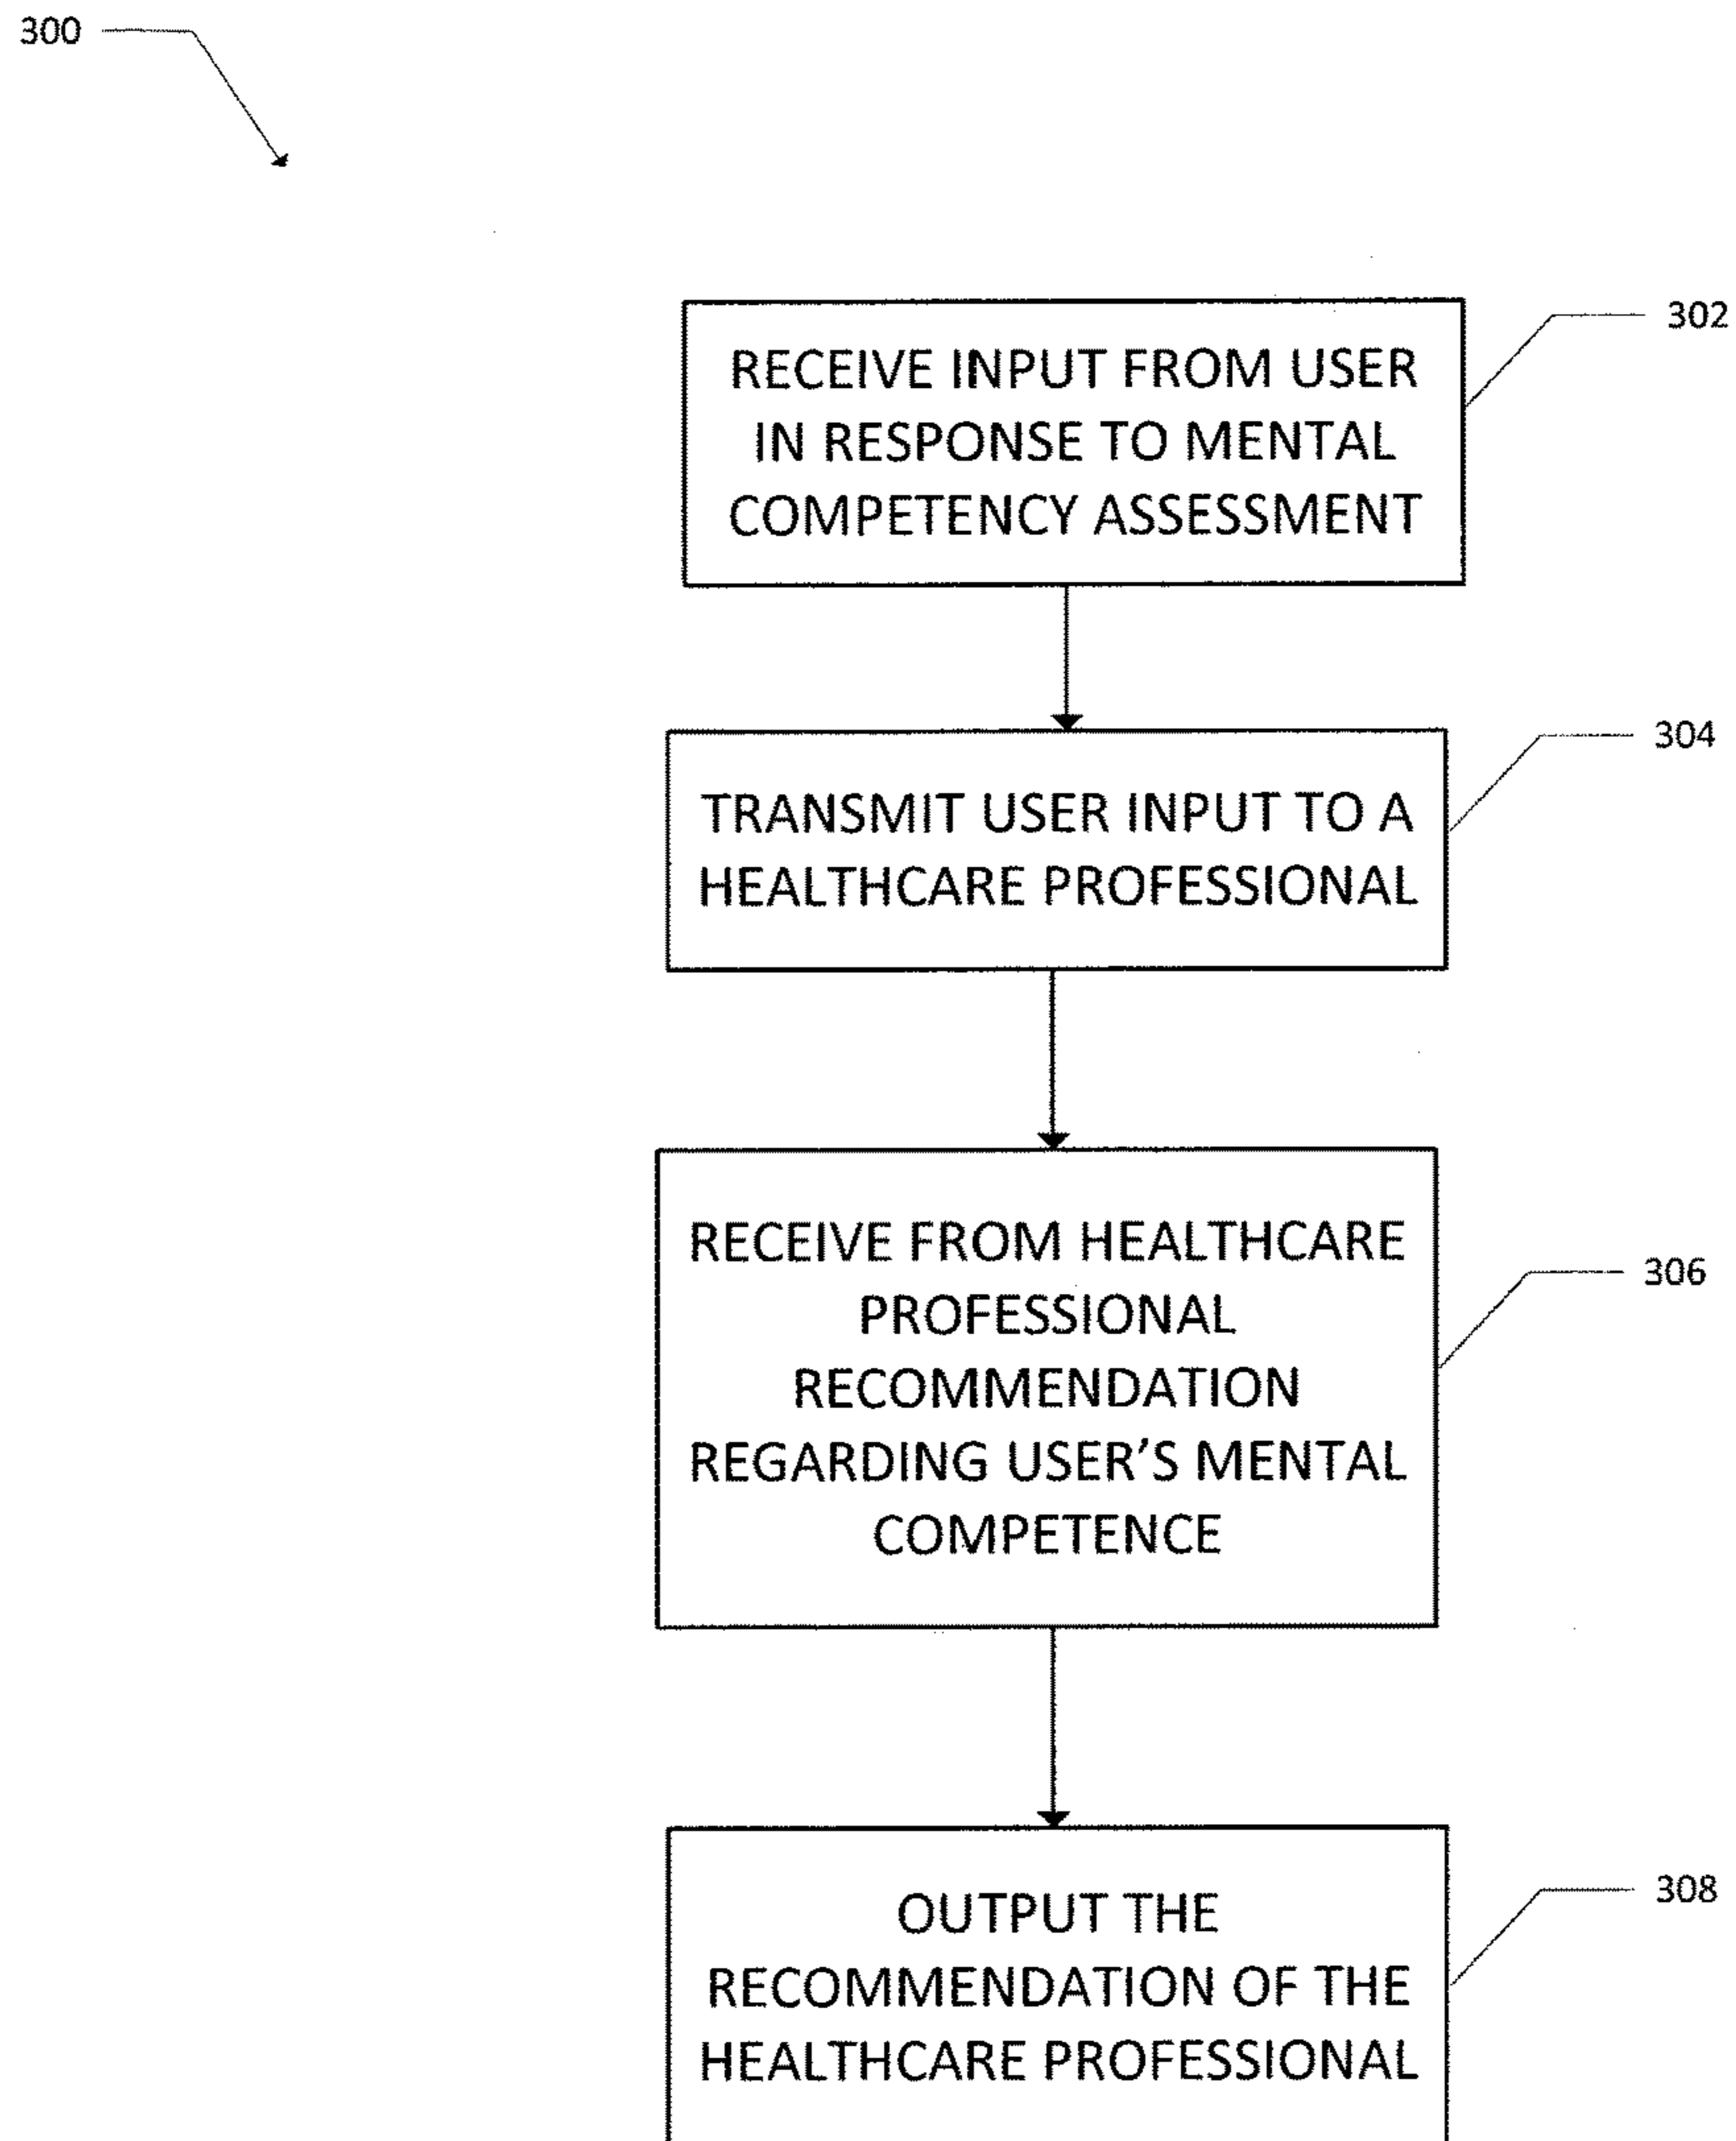 300
302
RECEIVE INPUT FROM USER
IN RESPONSE TO MENTAL
COMPETENCY ASSESSMENT
304
TRANSMIT USER INPUT TO A
HEALTHCARE PROFESSIONAL
RECEIVE FROM HEALTHCARE
306
PROFESSIONAL
RECOMMENDATION
REGARDING USER'S MENTAL
COMPETENCE
308
OUTPUT THE
RECOMMENDATION OF THE
HEALTHCARE PROFESSIONAL